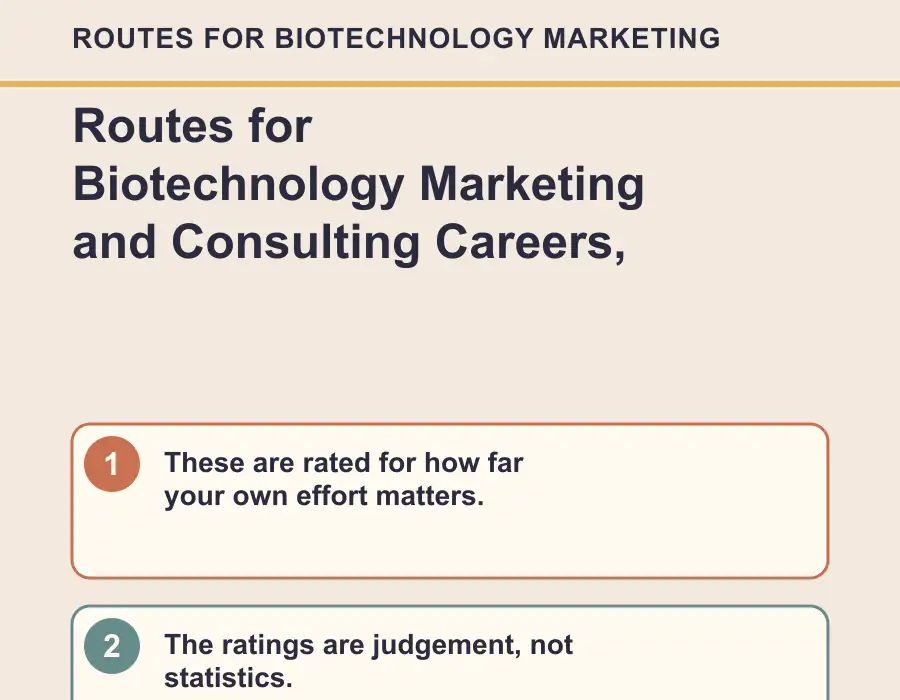 ROUTES FOR BIOTECHNOLOGY MARKETING
Routes for
Biotechnology Marketing
and Consulting Careers,
1
These are rated for how far
your own effort matters.
2
The ratings are judgement, not
statistics.